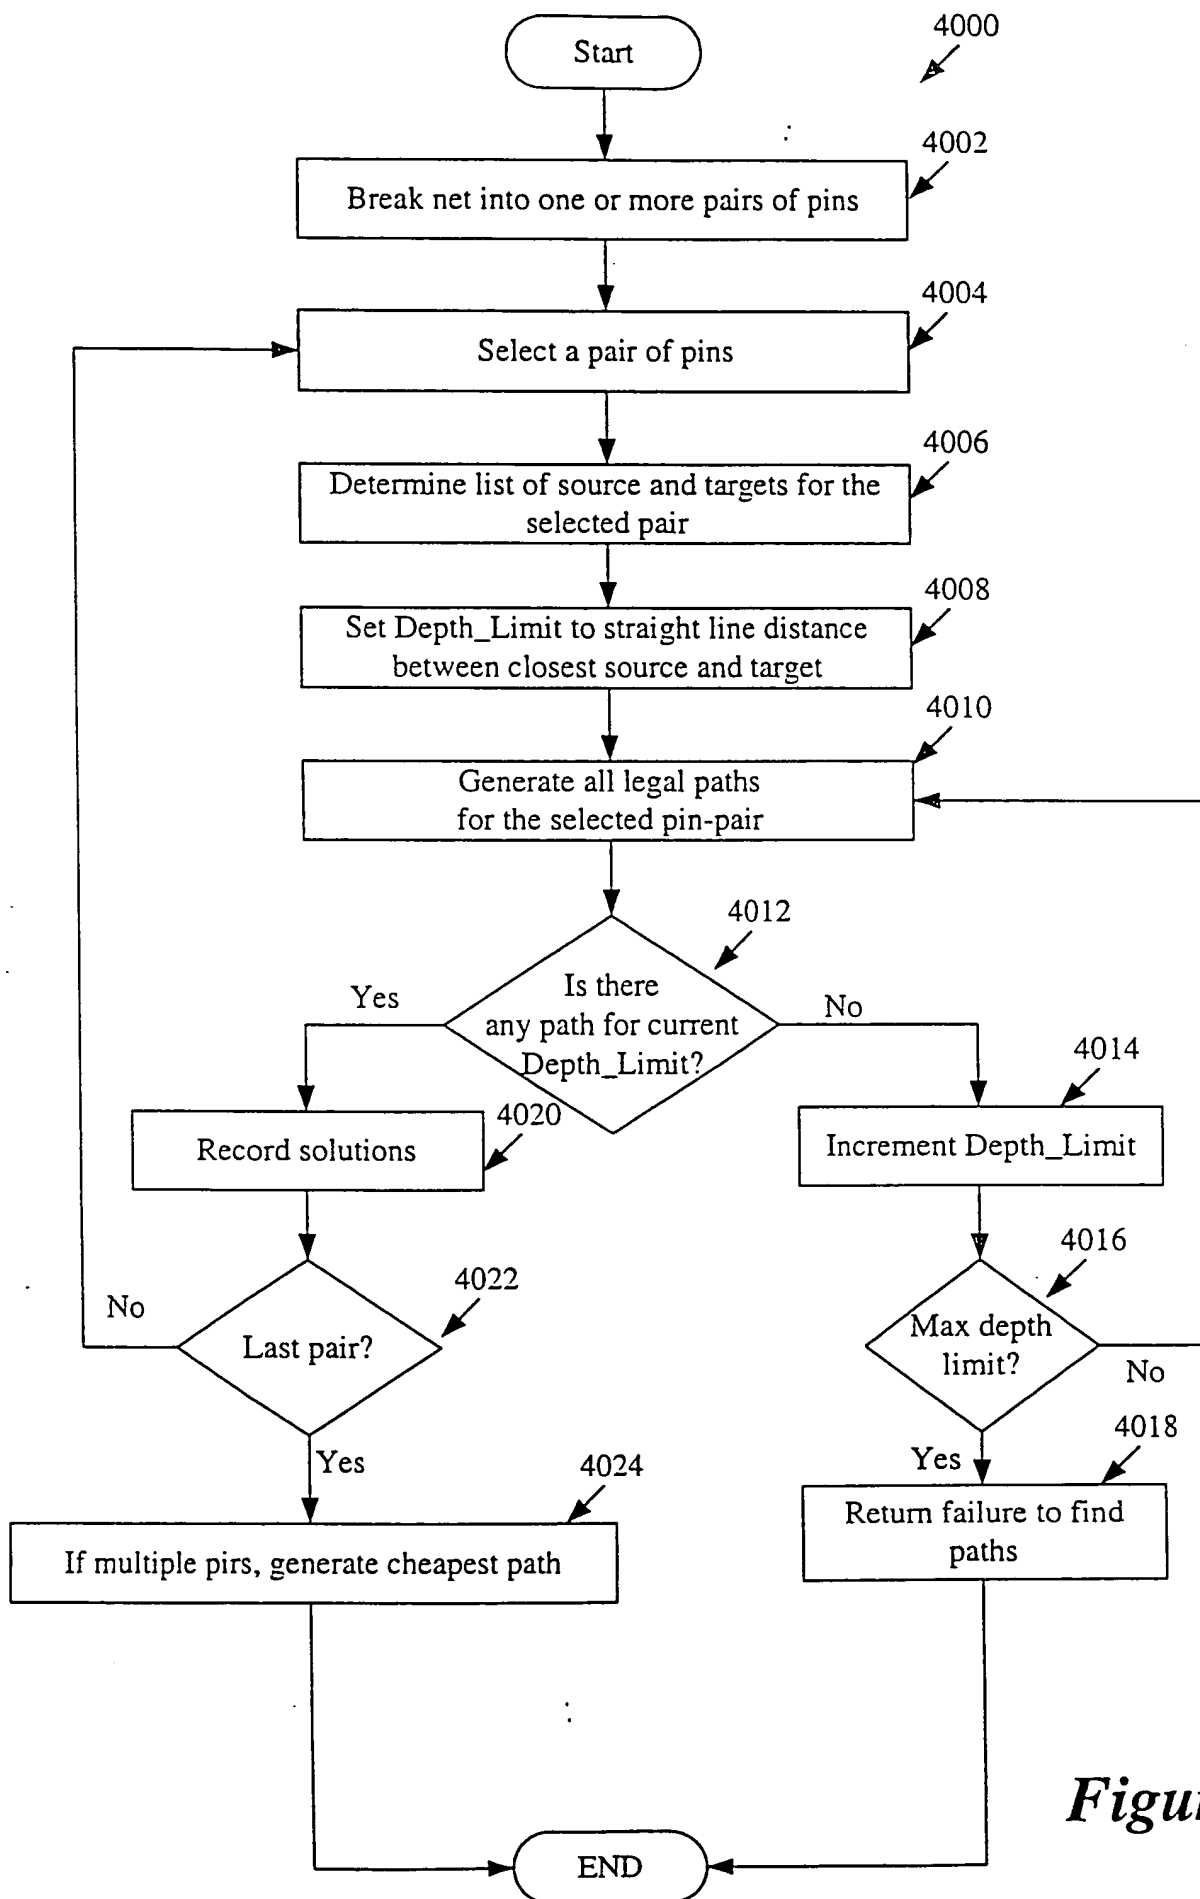 Start
4000
4002
Break net into one or more pairs of pins
4004
Select a pair of pins
4006
Determine list of source and targets for the
selected pair
4008
Set Depth_Limit to straight line distance
between closest source and target
4010
Generate all legal paths
for the selected pin-pair
4012
Is there
any path for current
Depth_Limit?
Yes
No
4014
Increment Depth_Limit
4020
Record solutions
4016
Max depth
limit?
No
4022
Last pair?
No
Yes
4018
Yes
Return failure to find
paths
4024
If multiple pirs, generate cheapest path
END